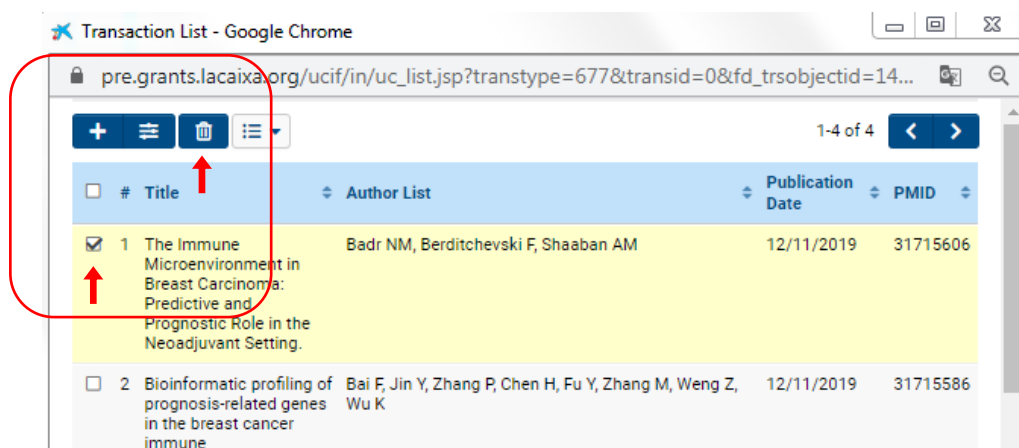 Transaction List - Google Chrome
pre.grants.lacaixa.org/ucif/in/uc_list.jsp?transtype=677&transid=0&fd_trsobjectid=14...
1-4 of 4
# Title Author List Publication Date PMID
1 The Immune Badr NM, Berditchevski F, Shaaban AM 12/11/2019 31715606
Microenvironment in
Breast Carcinoma:
Predictive and
Prognostic Role in the
Neoadjuvant Setting.
2 Bioinformatic profiling of Bai F, Jin Y, Zhang P, Chen H, Fu Y, Zhang M, Weng Z, 12/11/2019 31715586
prognosis-related genes Wu K
in the breast cancer
immune